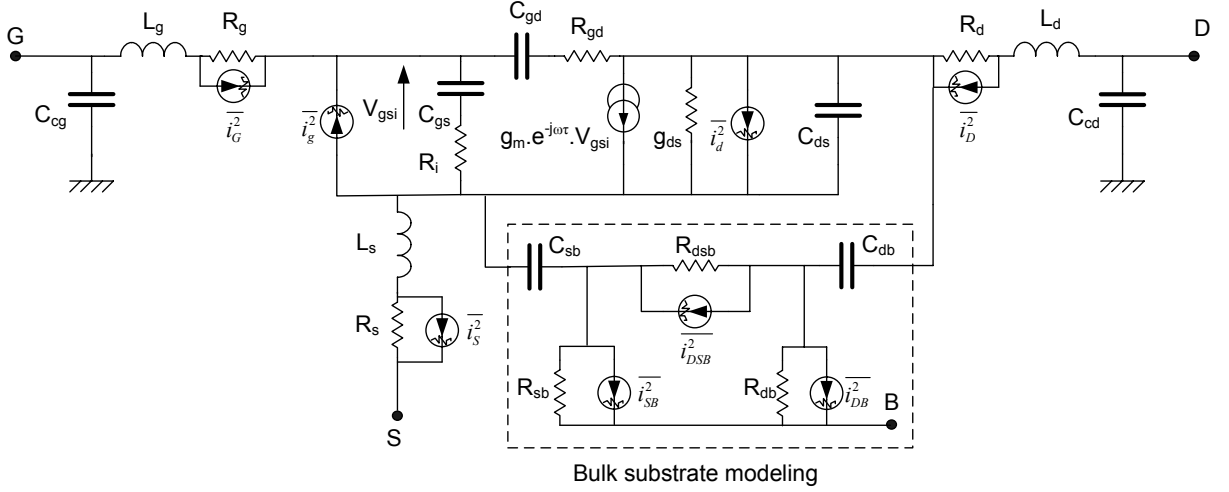 G
L_g
R_g
C_gd
R_gd
R_d
L_d
D
C_cg
i_G^2
i_g^2
V_gsi
C_gs
R_i
g_m.e^-jωτ.V_gsi
g_ds
i_d^2
C_ds
i_D^2
C_cd
L_s
C_sb
R_dsb
C_db
R_s
i_S^2
i_DSB^2
R_sb
i_SB^2
R_db
i_DB^2
B
S
Bulk substrate modeling